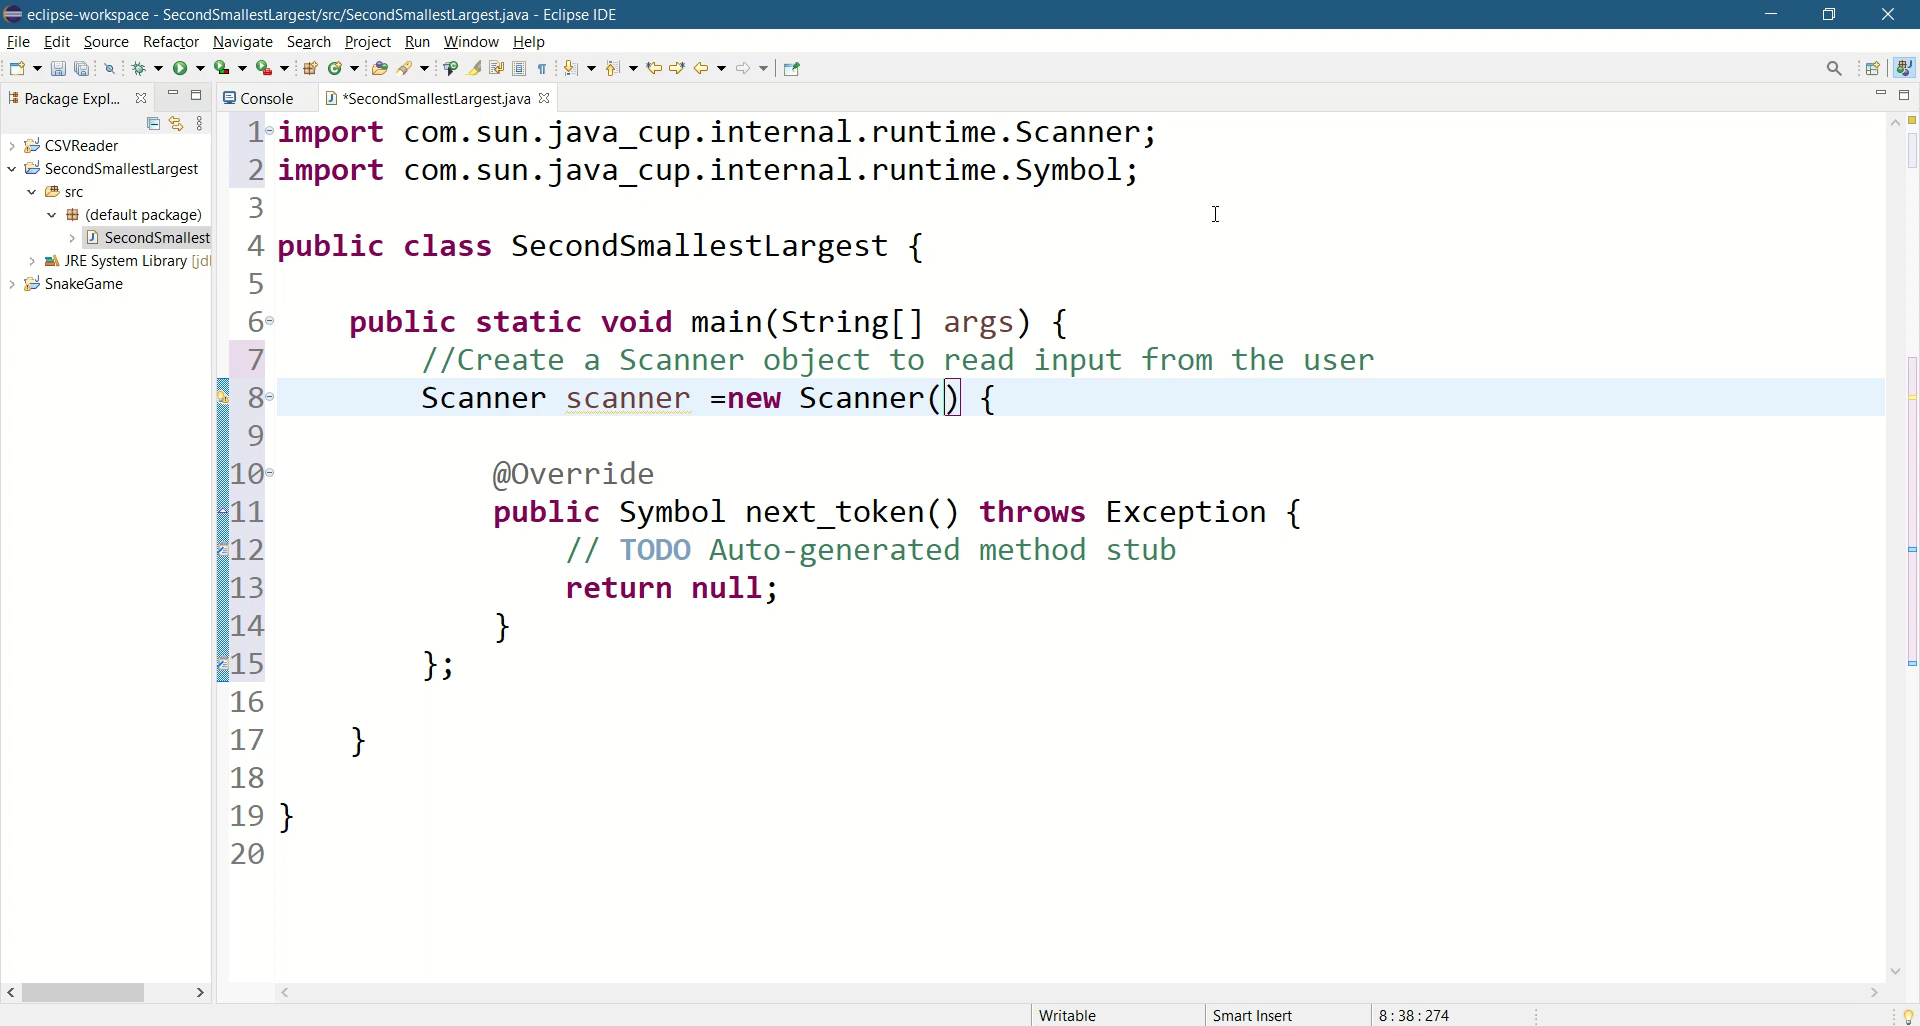 eclipse-workspace - SecondSmallestLargest/src/SecondSmallestLargest.java - Eclipse IDE
File Edit Source Refactor Navigate Search Project Run Window Help
Package Expl...
Console *SecondSmallestLargest.java
CSVReader
SecondSmallestLargest
src
(default package)
SecondSmallest
JRE System Library [jd
SnakeGame
1 import com.sun.java_cup.internal.runtime.Scanner;
2 import com.sun.java_cup.internal.runtime.Symbol;
3
4 public class SecondSmallestLargest {
5
6 public static void main(String[] args) {
7 //Create a Scanner object to read input from the user
8 Scanner scanner =new Scanner() {
9
10 @Override
11 public Symbol next_token() throws Exception {
12 // TODO Auto-generated method stub
13 return null;
14 }
15 };
16
17 }
18
19 }
20
Writable Smart Insert 8 : 38 : 274